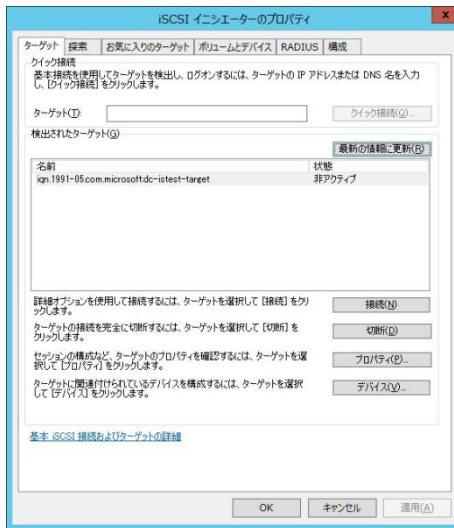 iSCSI イニシエーターのプロパティ
x
ターゲット 探索 お気に入りのターゲット ボリュームとデバイス RADIUS 構成
クイック接続
基本接続を使用してターゲットを検出し、ログオンするには、ターゲットの IP アドレスまたは DNS 名を入力
し、[クイック接続] をクリックします。
ターゲット(T): クイック接続(Q)...
検出されたターゲット(G)
最新の情報に更新(R)
名前 状態
iqn.1991-05.com.microsoft:dc-istest-target 非アクティブ
詳細オプションを使用して接続するには、ターゲットを選択して [接続] をクリ
ックします。
接続(N)
ターゲットの接続を完全に切断するには、ターゲットを選択して [切断] を
クリックします。
切断(D)
セッションの構成など、ターゲットのプロパティを確認するには、ターゲットを選
択して [プロパティ] をクリックします。
プロパティ(P)...
ターゲットに関連付けられているデバイスを構成するには、ターゲットを選択
して [デバイス] をクリックします。
デバイス(V)...
基本 iSCSI 接続およびターゲットの詳細
OK キャンセル 適用(A)